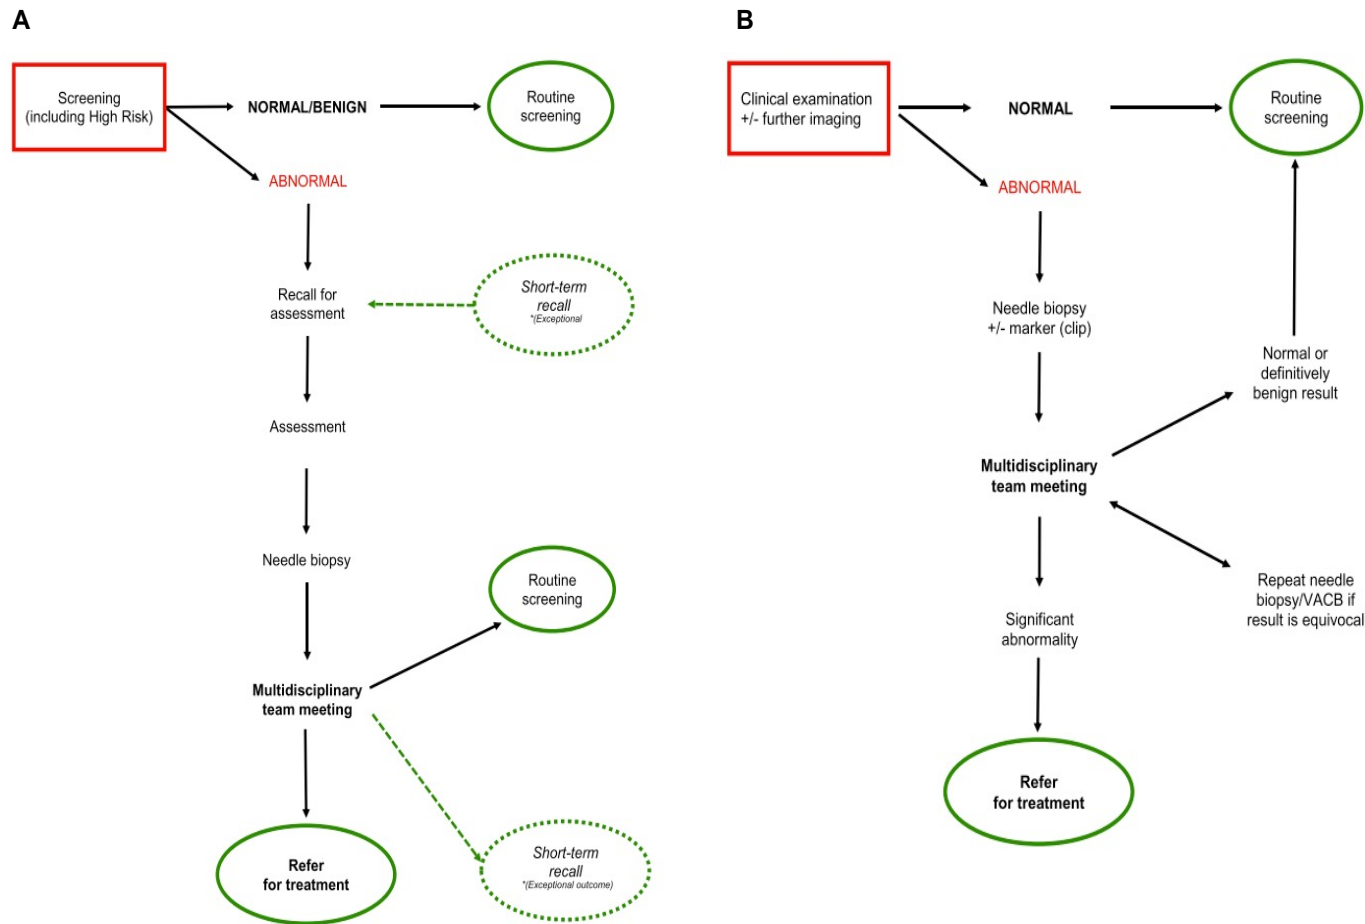 A
Screening
(including High Risk)
NORMAL/BENIGN
Routine
screening
ABNORMAL
Recall for
assessment
Short-term
recall
*(Exceptional
Assessment
Needle biopsy
Routine
screening
Multidisciplinary
team meeting
Refer
for treatment
Short-term
recall
*(Exceptional outcome)
B
Clinical examination
+/- further imaging
NORMAL
Routine
screening
ABNORMAL
Needle biopsy
+/- marker (clip)
Normal or
definitively
benign result
Multidisciplinary
team meeting
Repeat needle
biopsy/VACB if
result is equivocal
Significant
abnormality
Refer
for treatment